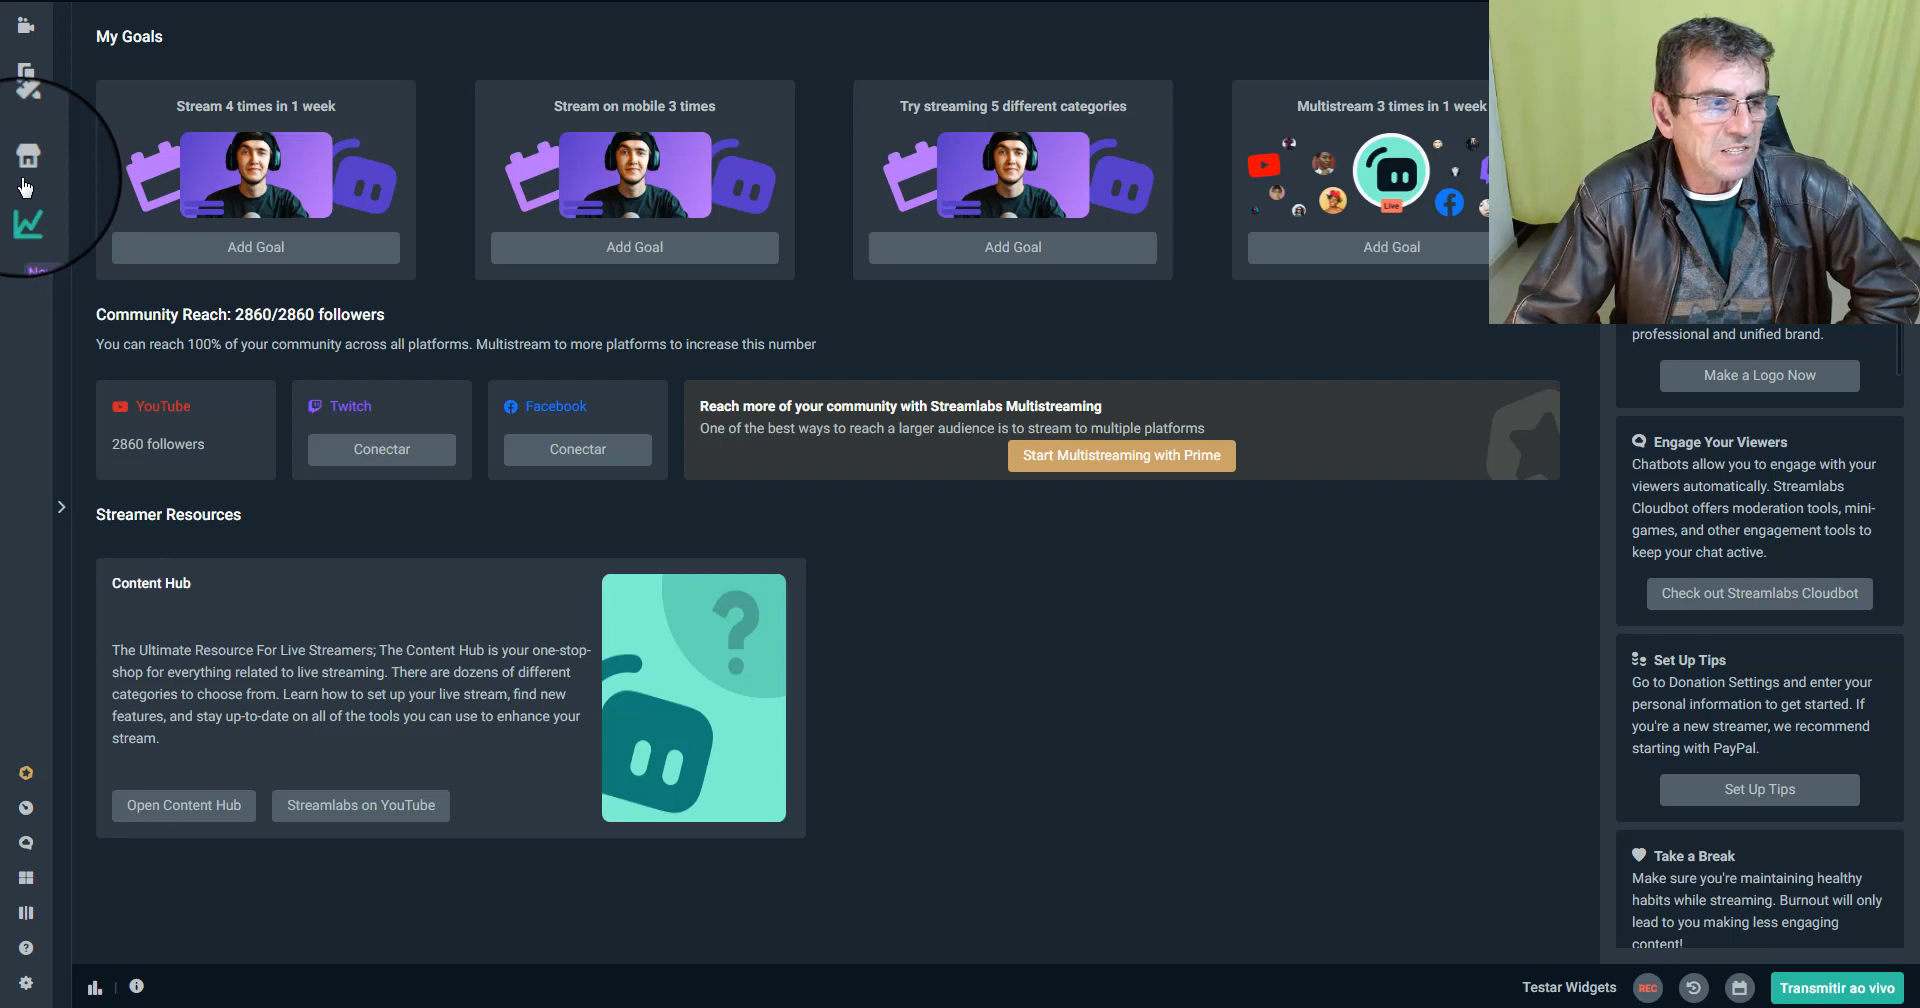 My Goals
Stream 4 times in 1 week
Add Goal
Stream on mobile 3 times
Add Goal
Try streaming 5 different categories
Add Goal
Multistream 3 times in 1 week
Live
Add Goal
Community Reach: 2860/2860 followers
You can reach 100% of your community across all platforms. Multistream to more platforms to increase this number
YouTube
2860 followers
Twitch
Conectar
Facebook
Conectar
Reach more of your community with Streamlabs Multistreaming
One of the best ways to reach a larger audience is to stream to multiple platforms
Start Multistreaming with Prime
Streamer Resources
Content Hub
The Ultimate Resource For Live Streamers; The Content Hub is your one-stop-
shop for everything related to live streaming. There are dozens of different
categories to choose from. Learn how to set up your live stream, find new
features, and stay up-to-date on all of the tools you can use to enhance your
stream.
Open Content Hub
Streamlabs on YouTube
?
professional and unified brand.
Make a Logo Now
Engage Your Viewers
Chatbots allow you to engage with your
viewers automatically. Streamlabs
Cloudbot offers moderation tools, mini-
games, and other engagement tools to
keep your chat active.
Check out Streamlabs Cloudbot
Set Up Tips
Go to Donation Settings and enter your
personal information to get started. If
you're a new streamer, we recommend
starting with PayPal.
Set Up Tips
Take a Break
Make sure you're maintaining healthy
habits while streaming. Burnout will only
lead to you making less engaging
content!
Testar Widgets
REC
Transmitir ao vivo